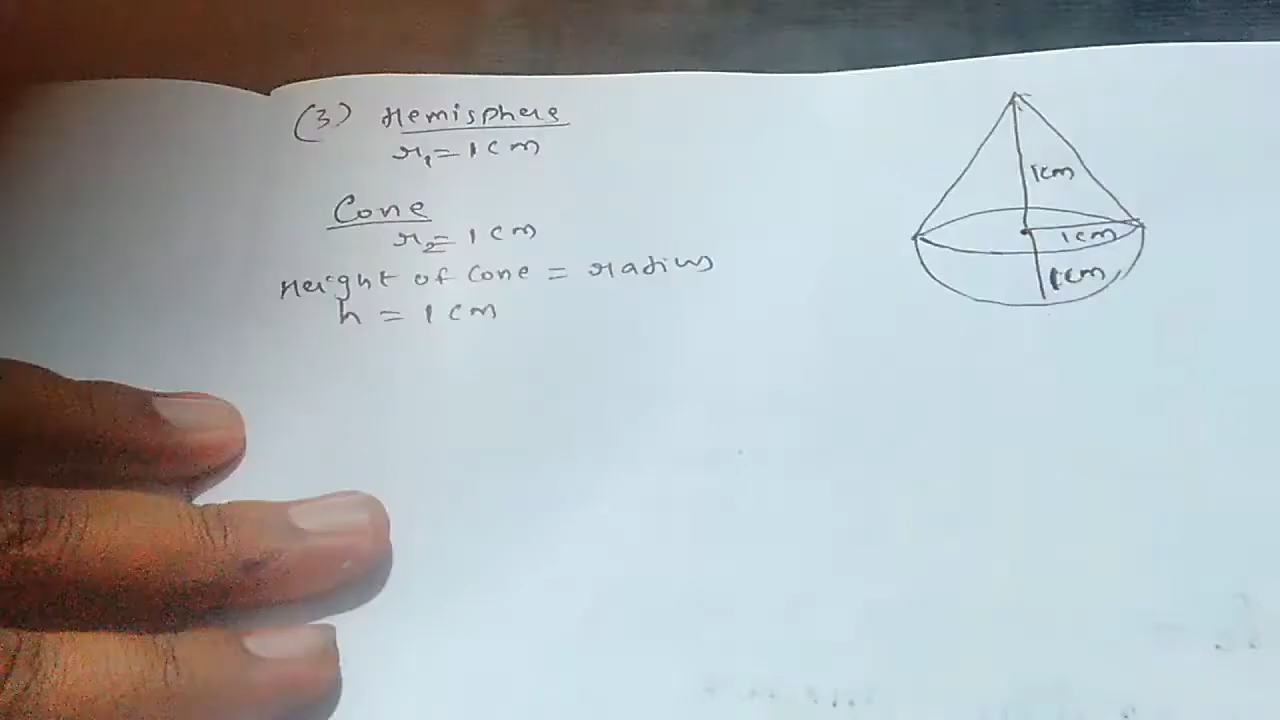 (3) Hemisphere
r₁ = 1 cm
Cone
r₂ = 1 cm
Height of Cone = radius
h = 1 cm
1cm
1cm
1cm